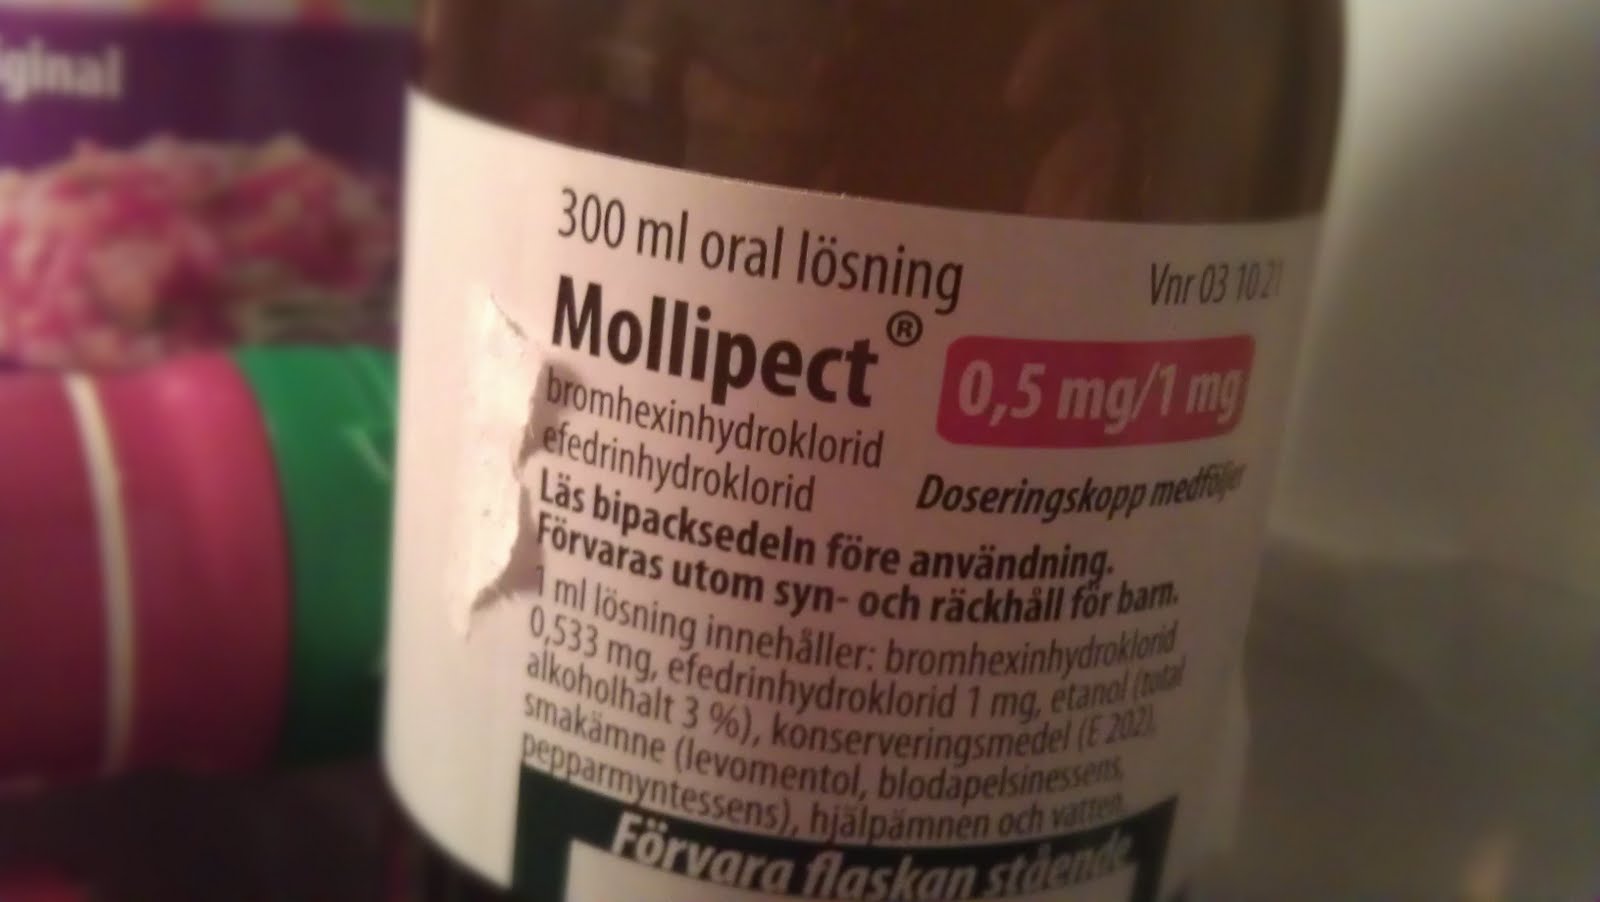 ginal
300 ml oral lösning
Vnr 03 10 21
Mollipect®
0,5 mg/1 mg
bromhexinhydroklorid
efedrinhydroklorid
Doseringskopp medföljer
Läs bipacksedeln före användning.
Förvaras utom syn- och räckhåll för barn.
1 ml lösning innehåller: bromhexinhydroklorid
0,533 mg, efedrinhydroklorid 1 mg, etanol (total
alkoholhalt 3 %), konserveringsmedel (E 202),
smakämne (levomentol, blodapelsinessens,
pepparmyntessens), hjälpämnen och vatten.
Förvara flaskan stående